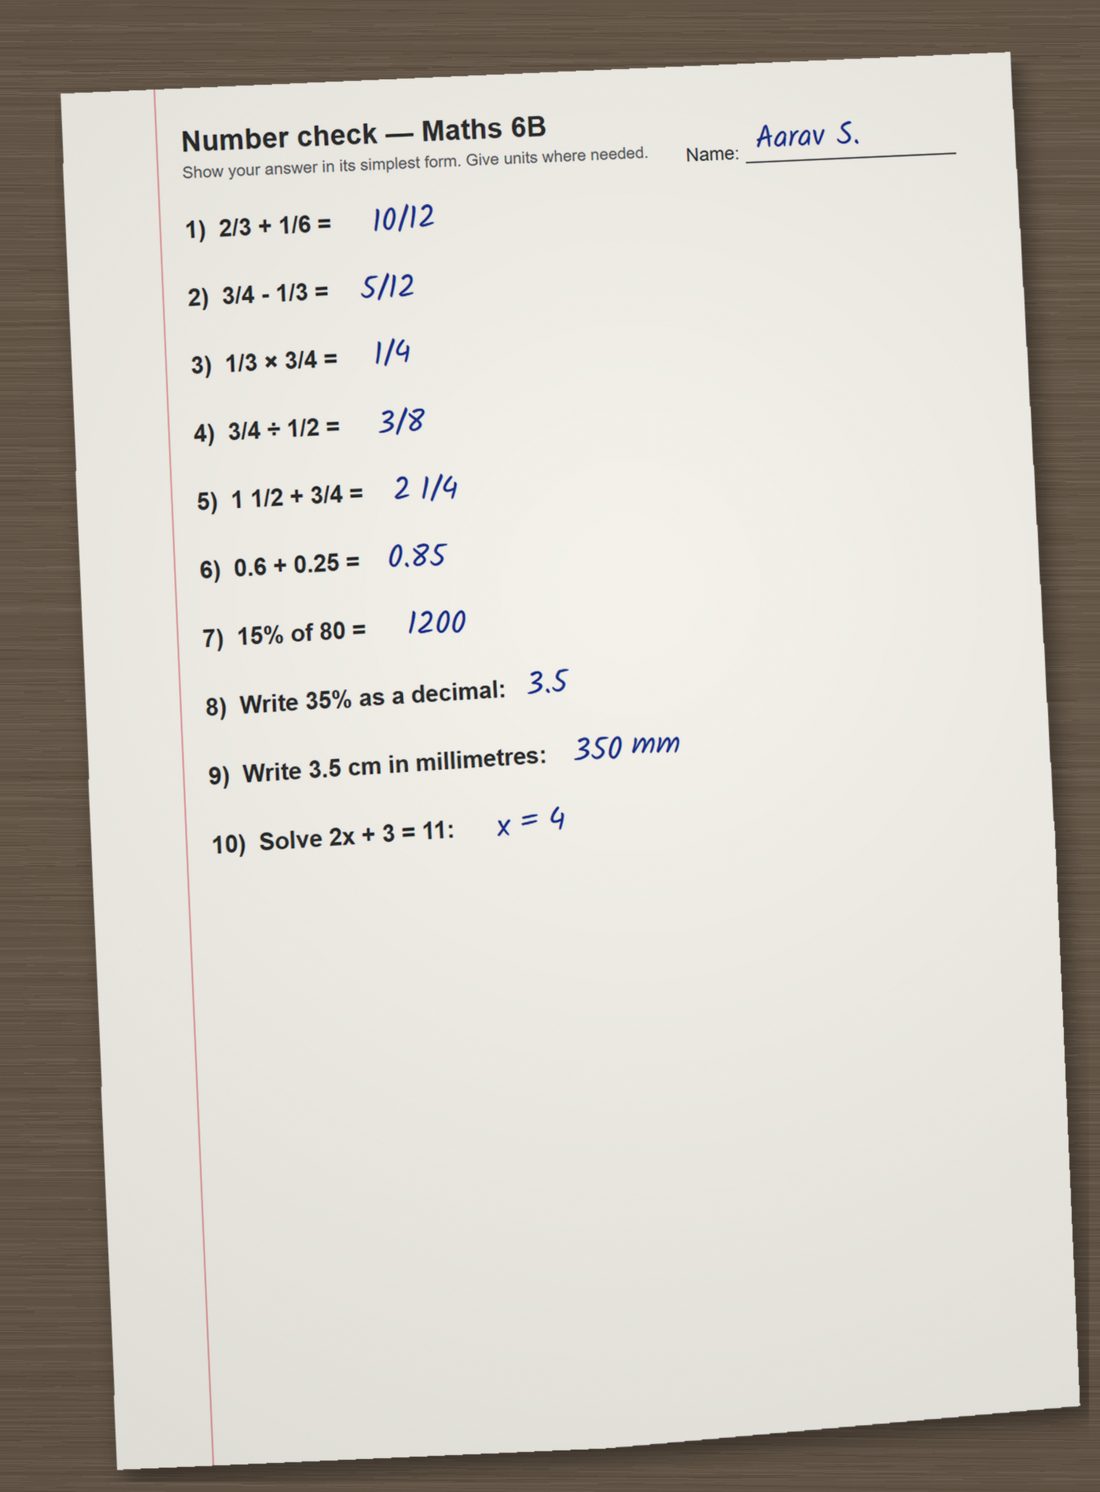 Number check — Maths 6B
Show your answer in its simplest form. Give units where needed.
Name: Aarav S.
1) 2/3 + 1/6 = 10/12
2) 3/4 - 1/3 = 5/12
3) 1/3 × 3/4 = 1/4
4) 3/4 ÷ 1/2 = 3/8
5) 1 1/2 + 3/4 = 2 1/4
6) 0.6 + 0.25 = 0.85
7) 15% of 80 = 1200
8) Write 35% as a decimal: 3.5
9) Write 3.5 cm in millimetres: 350 mm
10) Solve 2x + 3 = 11: x = 4